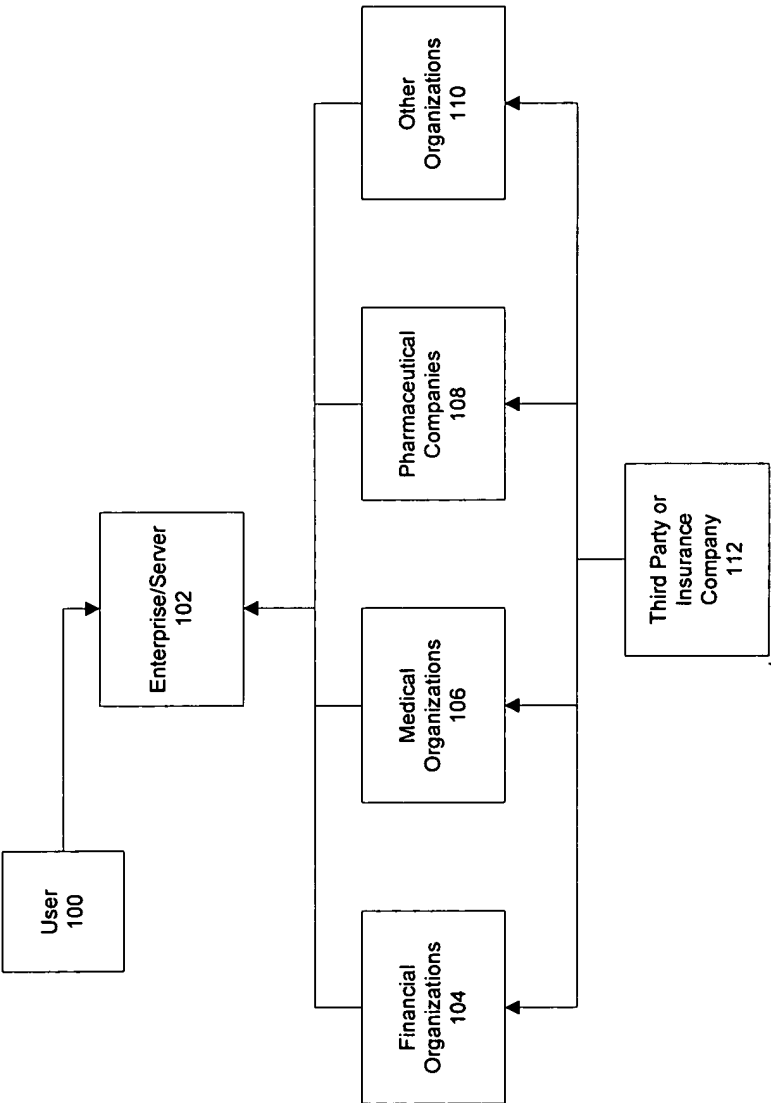 User
100
Enterprise/Server
102
Financial
Organizations
104
Medical
Organizations
106
Pharmaceutical
Companies
108
Other
Organizations
110
Third Party or
Insurance
Company
112